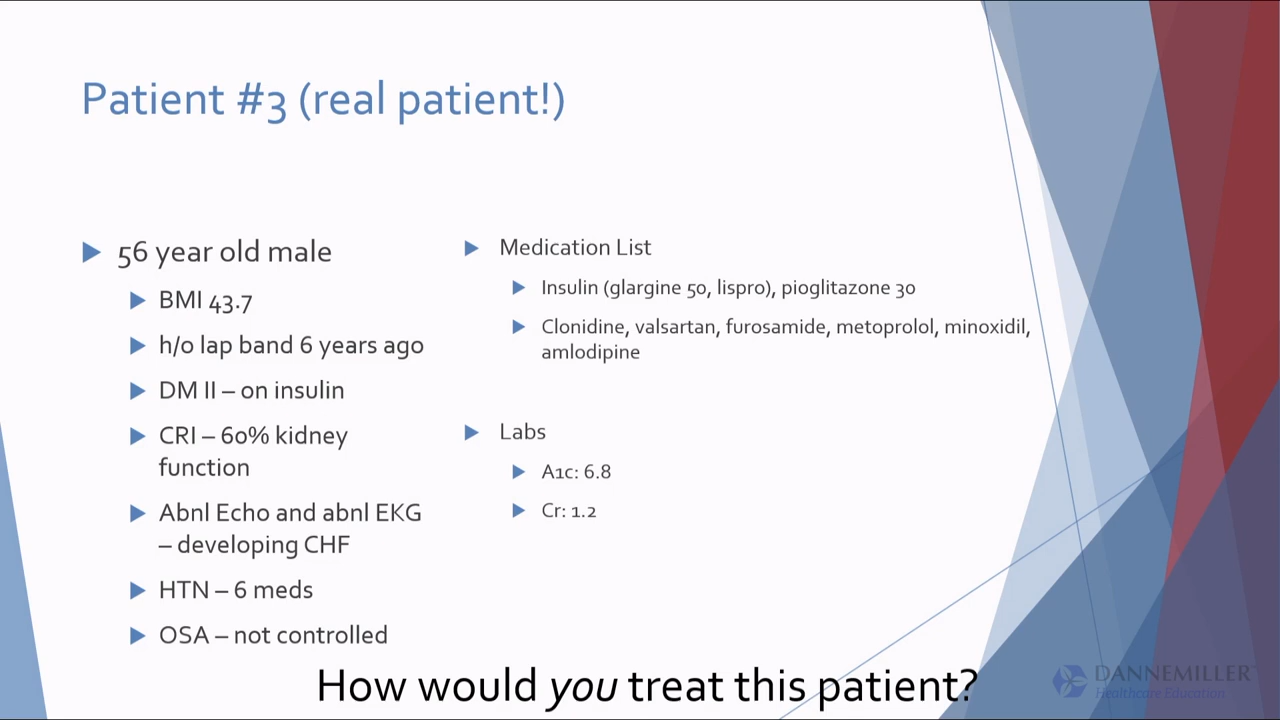 Patient #3 (real patient!)
56 year old male
BMI 43.7
h/o lap band 6 years ago
DM II – on insulin
CRI – 60% kidney
function
Abnl Echo and abnl EKG
– developing CHF
HTN – 6 meds
OSA – not controlled
Medication List
Insulin (glargine 50, lispro), pioglitazone 30
Clonidine, valsartan, furosamide, metoprolol, minoxidil,
amlodipine
Labs
A1c: 6.8
Cr: 1.2
How would you treat this patient?
DANNEMILLER
Healthcare Education